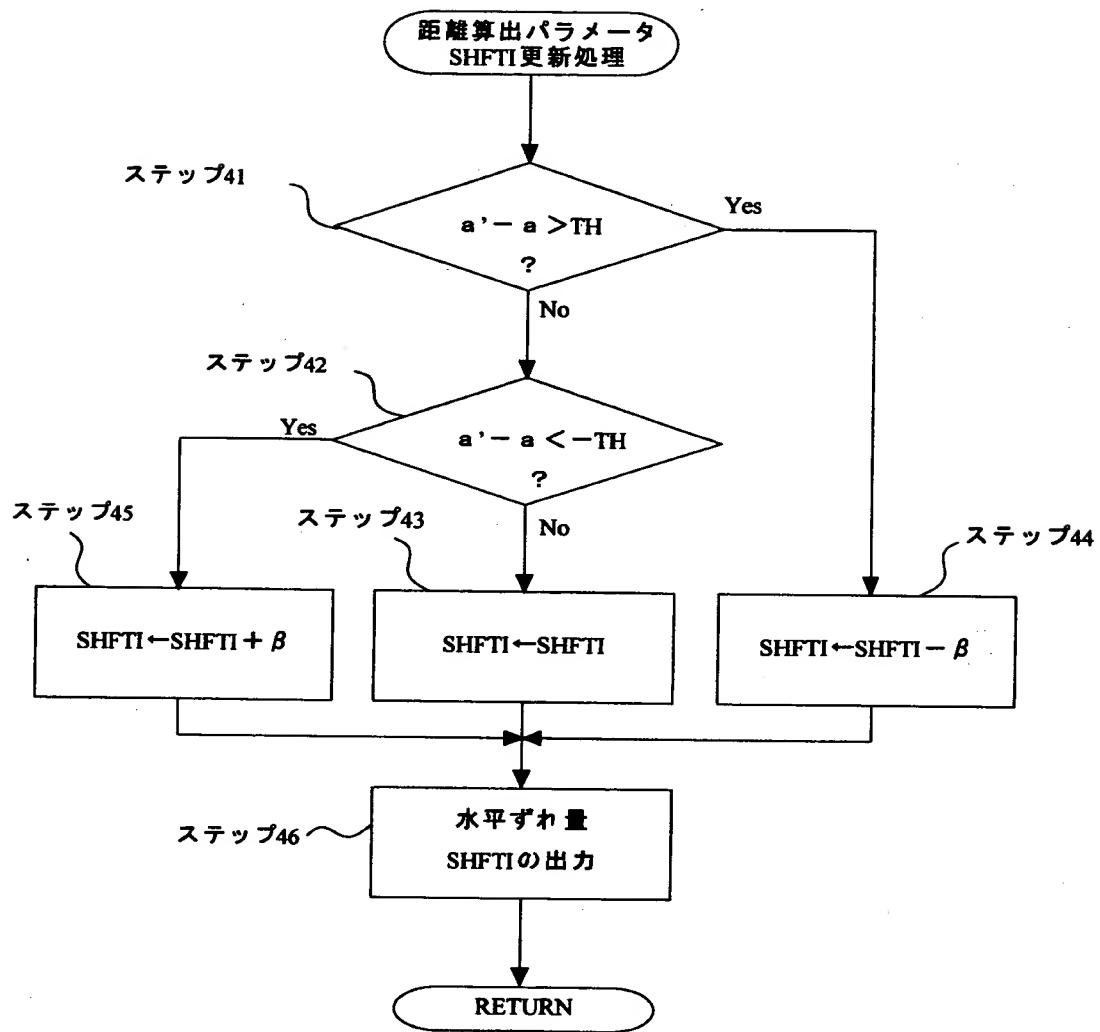 距離算出パラメータ
SHFTI更新処理
ステップ41
a'－a＞TH
?
Yes
No
ステップ42
a'－a＜－TH
?
Yes
No
ステップ45
ステップ43
ステップ44
SHFTI←SHFTI＋β
SHFTI←SHFTI
SHFTI←SHFTI－β
ステップ46
水平ずれ量
SHFTIの出力
RETURN